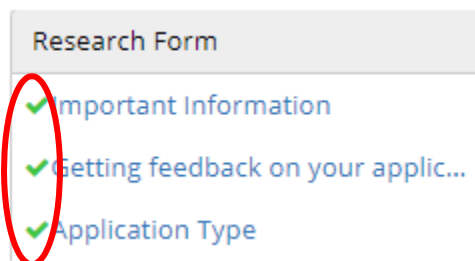 Research Form
Important Information
Getting feedback on your applic...
Application Type